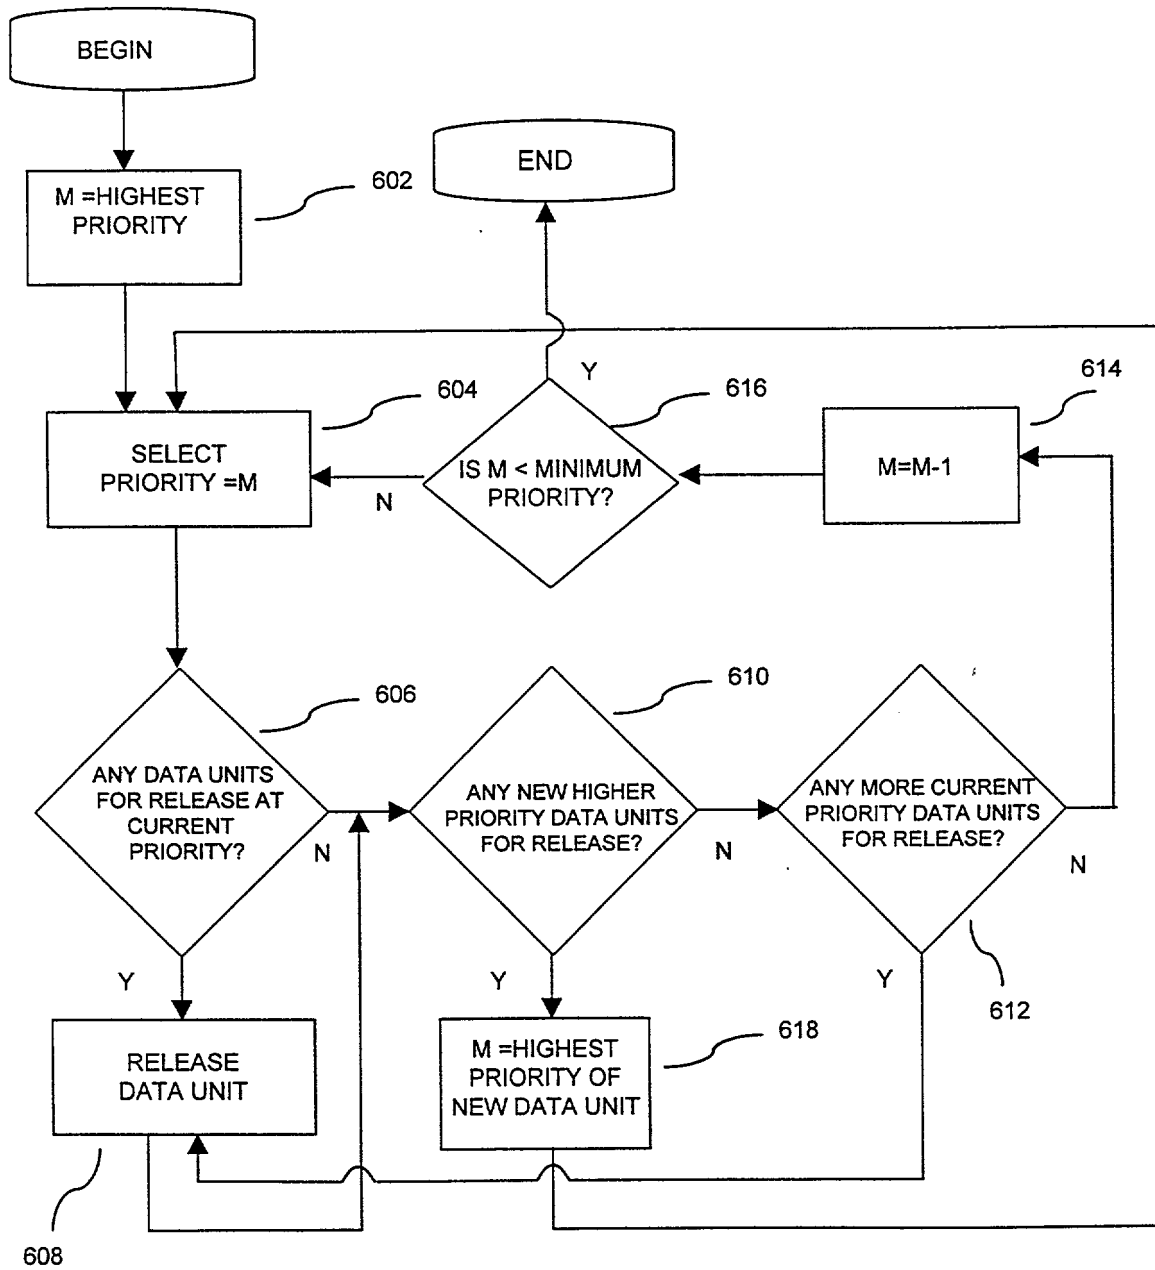 BEGIN
END
M =HIGHEST
PRIORITY
602
604
616
614
Y
SELECT
PRIORITY =M
N
IS M < MINIMUM
PRIORITY?
M=M-1
606
610
ANY DATA UNITS
FOR RELEASE AT
CURRENT
PRIORITY?
N
ANY NEW HIGHER
PRIORITY DATA UNITS
FOR RELEASE?
N
ANY MORE CURRENT
PRIORITY DATA UNITS
FOR RELEASE?
N
Y
Y
Y
612
RELEASE
DATA UNIT
M =HIGHEST
PRIORITY OF
NEW DATA UNIT
618
608